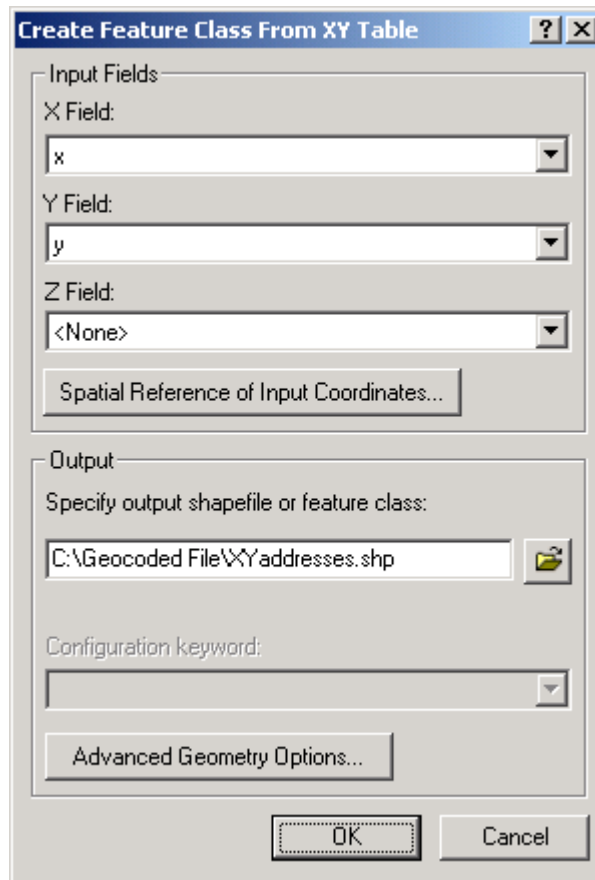 Create Feature Class From XY Table
Input Fields
X Field:
x
Y Field:
y
Z Field:
<None>
Spatial Reference of Input Coordinates...
Output
Specify output shapefile or feature class:
C:\Geocoded File\XYaddresses.shp
Configuration keyword:
Advanced Geometry Options...
OK Cancel